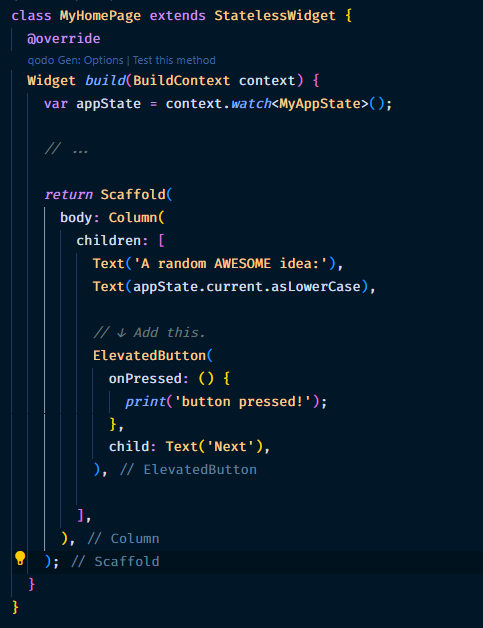 class MyHomePage extends StatelessWidget {
  @override
  qodo Gen: Options | Test this method
  Widget build(BuildContext context) {
    var appState = context.watch<MyAppState>();

    // ...

    return Scaffold(
      body: Column(
        children: [
          Text('A random AWESOME idea:'),
          Text(appState.current.asLowerCase),

          // ↓ Add this.
          ElevatedButton(
            onPressed: () {
              print('button pressed!');
            },
            child: Text('Next'),
          ), // ElevatedButton

        ],
      ), // Column
    ); // Scaffold
  }
}